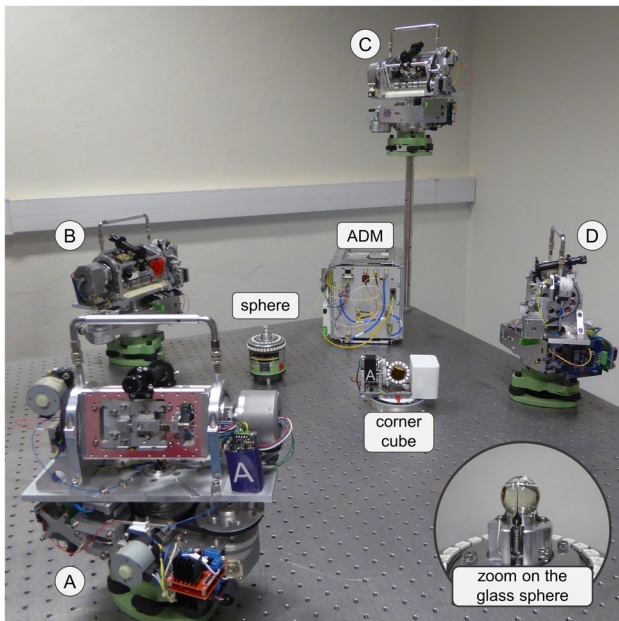 C
B
ADM
D
sphere
A
corner
cube
A
A
zoom on the
glass sphere